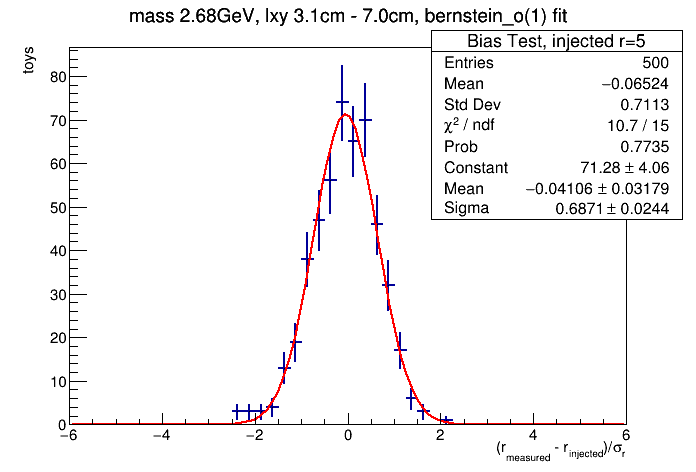 mass 2.68GeV, lxy 3.1cm - 7.0cm, bernstein_o(1) fit
Bias Test, injected r=5
Entries 500
Mean −0.06524
Std Dev 0.7113
χ² / ndf 10.7 / 15
Prob 0.7735
Constant 71.28 ± 4.06
Mean −0.04106 ± 0.03179
Sigma 0.6871 ± 0.0244
toys
80
70
60
50
40
30
20
10
0
−6 −4 −2 0 2 4 6
(r_measured - r_injected)/σ_r